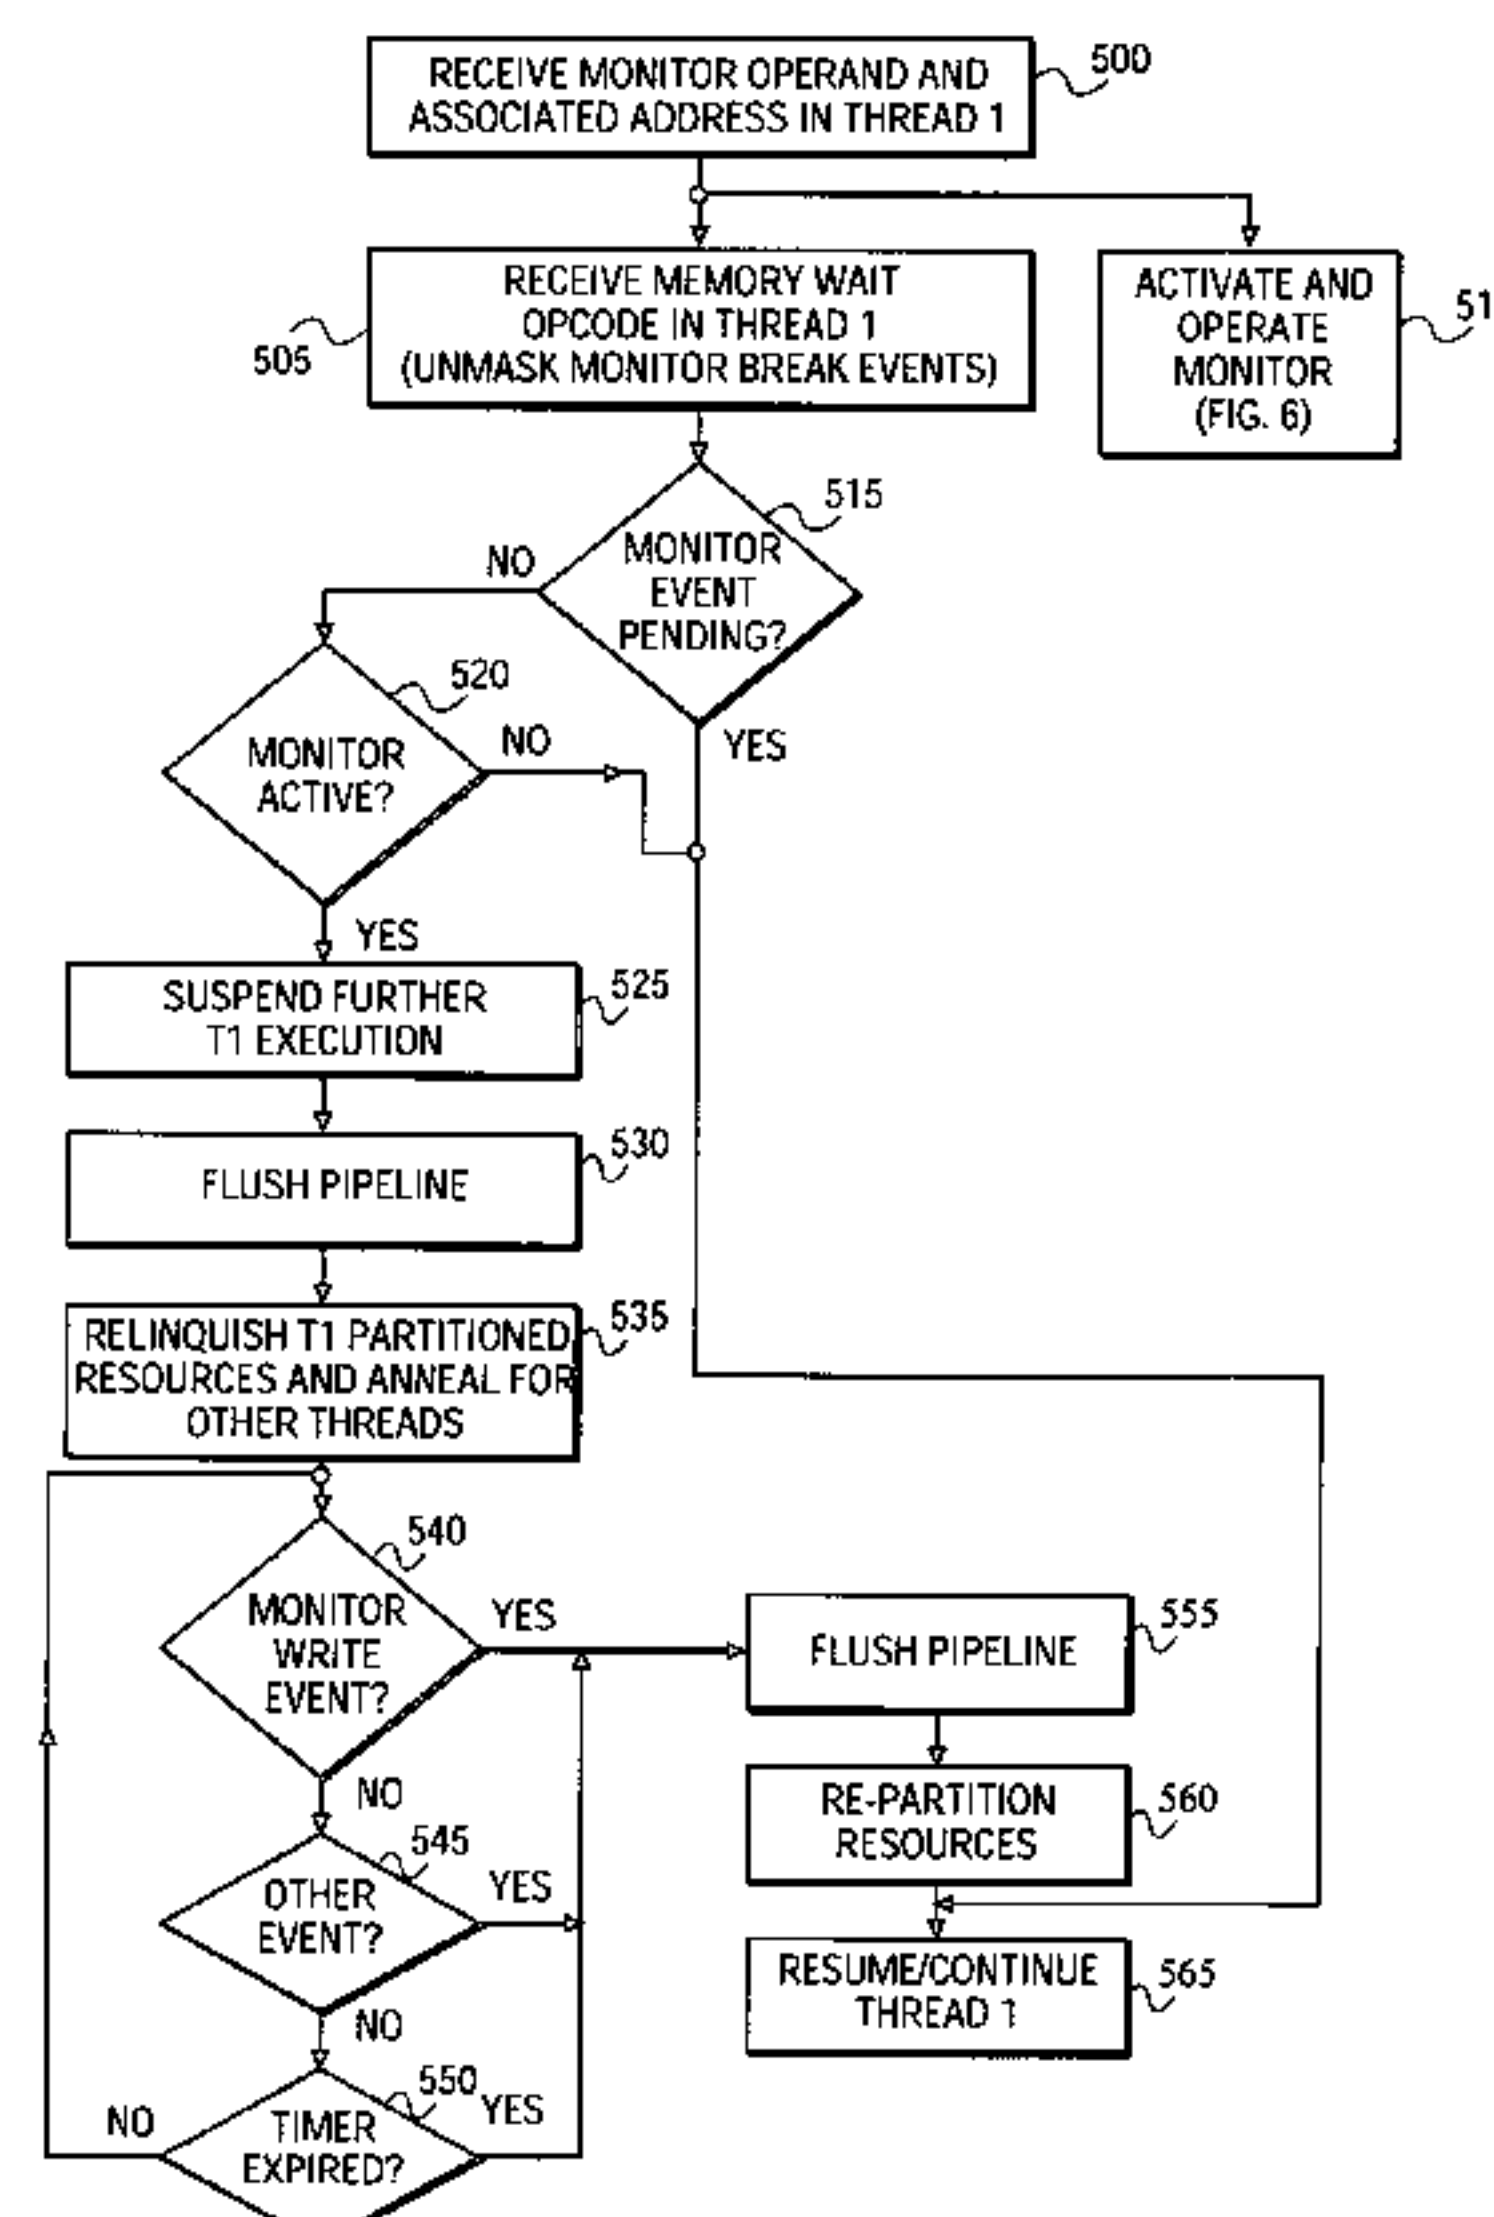 RECEIVE MONITOR OPERAND AND
ASSOCIATED ADDRESS IN THREAD 1
500
RECEIVE MEMORY WAIT
OPCODE IN THREAD 1
(UNMASK MONITOR BREAK EVENTS)
505
ACTIVATE AND
OPERATE
MONITOR
(FIG. 6)
51
MONITOR
EVENT
PENDING?
515
NO
YES
MONITOR
ACTIVE?
520
NO
YES
SUSPEND FURTHER
T1 EXECUTION
525
FLUSH PIPELINE
530
RELINQUISH T1 PARTITIONED
RESOURCES AND ANNEAL FOR
OTHER THREADS
535
MONITOR
WRITE
EVENT?
540
YES
NO
FLUSH PIPELINE
555
RE-PARTITION
RESOURCES
560
OTHER
EVENT?
545
YES
NO
RESUME/CONTINUE
THREAD 1
565
TIMER
EXPIRED?
550
YES
NO